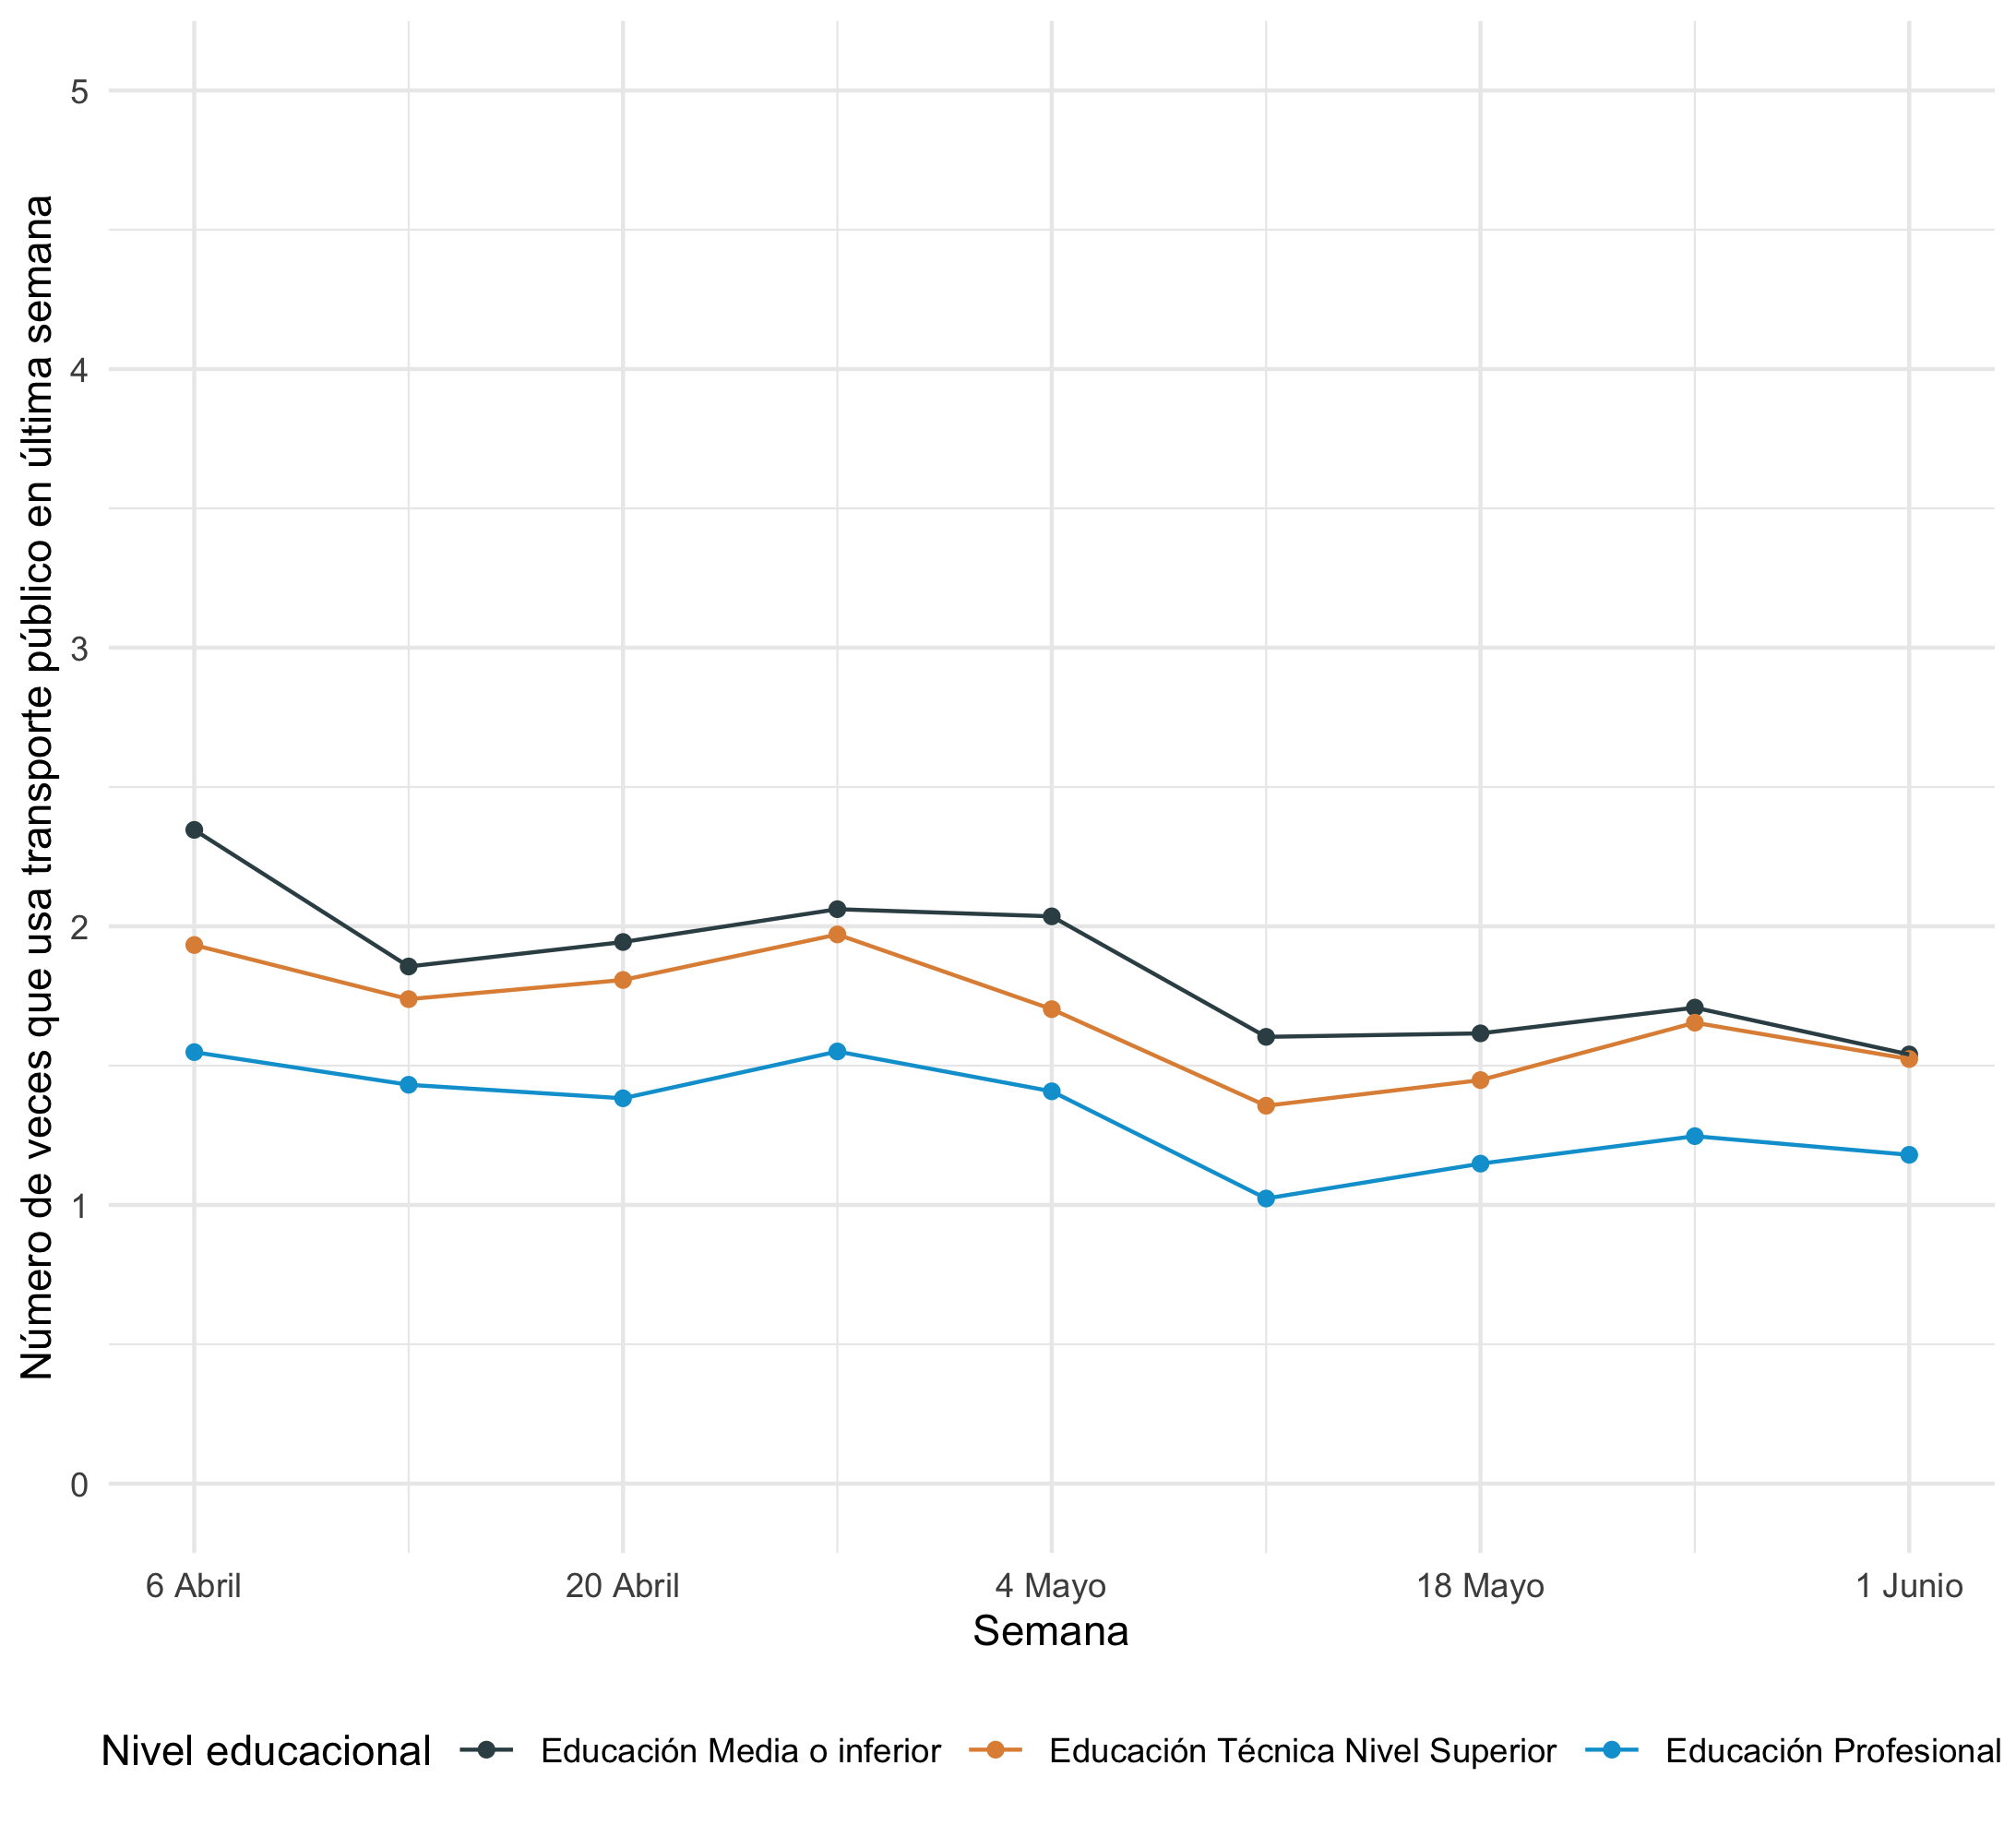 Número de veces que usa transporte público en última semana
5
4
3
2
1
0
6 Abril
20 Abril
4 Mayo
18 Mayo
1 Junio
Semana
Nivel educacional
Educación Media o inferior
Educación Técnica Nivel Superior
Educación Profesional